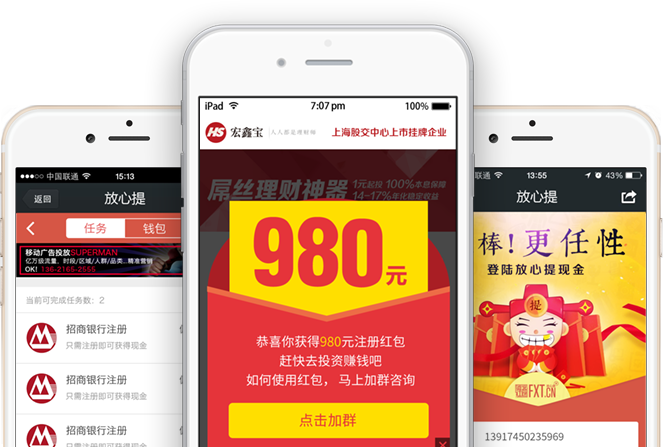 中国联通
15:13
返回
放心提
任务
钱包
移动广告投放SUPERMAN
亿万级流量、时段/区域/人群/品类...精准营销
OK! 136-2165-2555
当前可完成任务数：2
招商银行注册
只需注册即可获得现金
招商银行注册
只需注册即可获得现金
招商银行注册
iPad
7:07 pm
100%
HS 宏鑫宝
人人都是理财师
上海股交中心上市挂牌企业
屌丝理财神器
1元起投 100%本息保障
14-17%年化稳定收益
980元
恭喜你获得980元注册红包
赶快去投资赚钱吧
如何使用红包，马上加群咨询
点击加群
联通
13:55
43%
放心提
棒！更任性
登陆放心提现金
提
FXT.CN
13917450235969